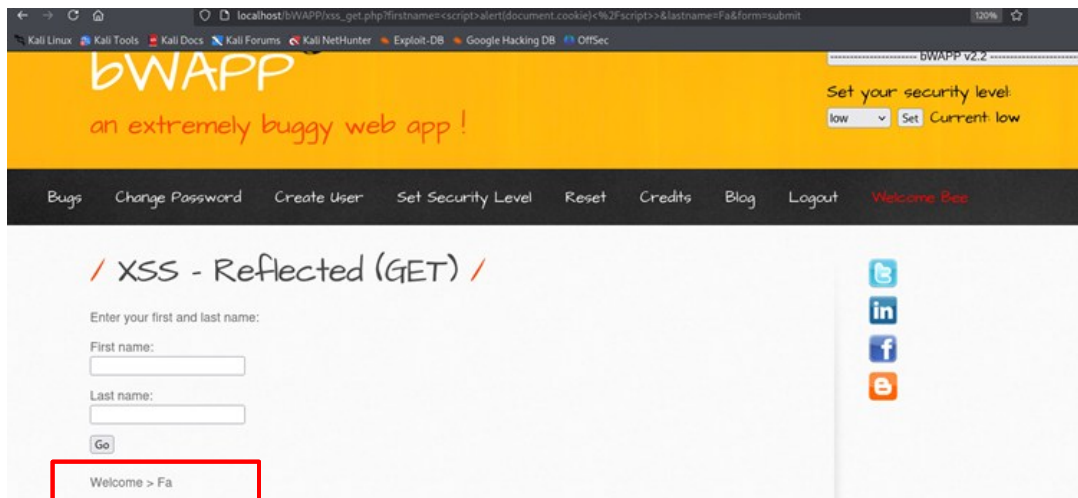 localhost/bWAPP/xss_get.php?firstname=<script>alert(document.cookie)<%2Fscript>>&lastname=Fa&form=submit
120%
Kali Linux Kali Tools Kali Docs Kali Forums Kali NetHunter Exploit-DB Google Hacking DB OffSec
bWAPP
an extremely buggy web app !
bWAPP v2.2
Set your security level:
low Set Current: low
Bugs Change Password Create User Set Security Level Reset Credits Blog Logout Welcome Bee
/ XSS - Reflected (GET) /
Enter your first and last name:
First name:
Last name:
Go
Welcome > Fa